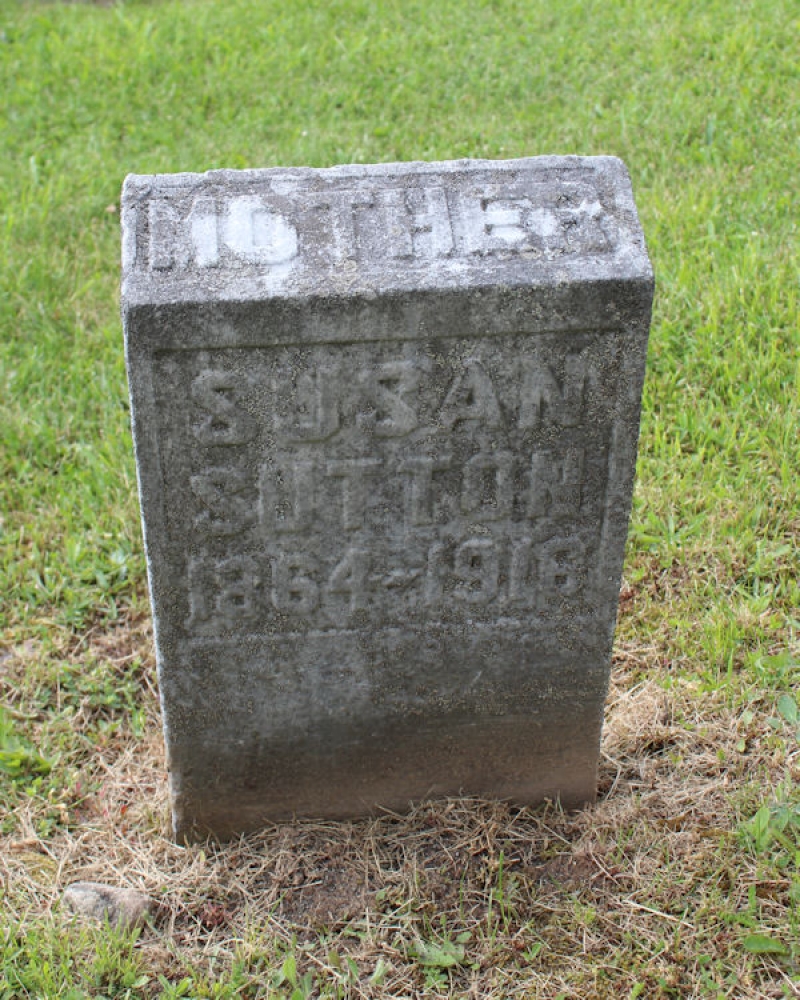 MOTHER
SUSAN
SUTTON
1864-1916